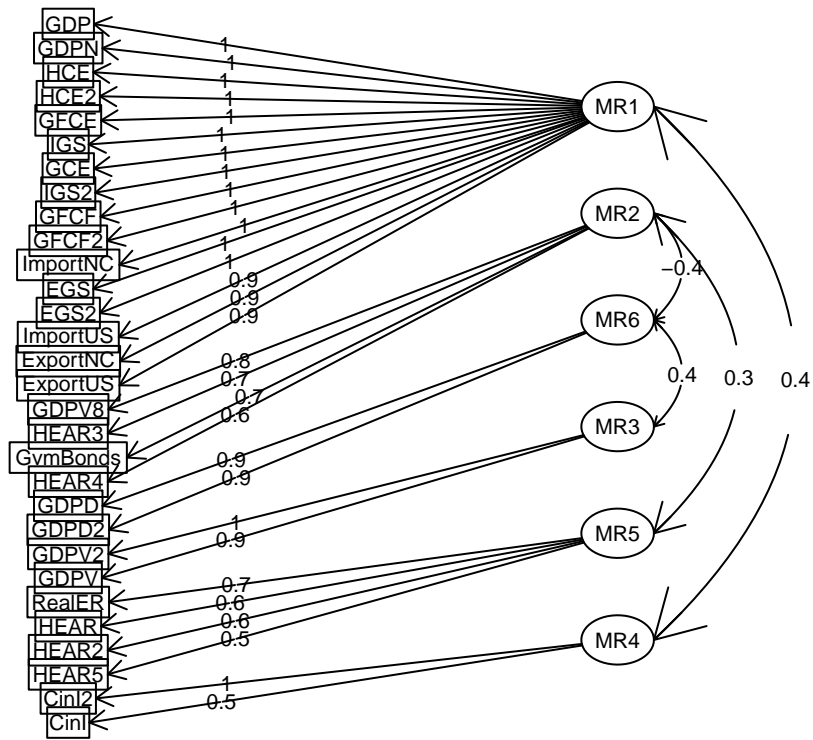 GDP
GDPN
HCE
HCE2
GFCE
IGS
GCE
IGS2
GFCF
GFCF2
ImportNC
EGS
EGS2
ImportUS
ExportNC
ExportUS
GDPV8
HEAR3
GvmBonds
HEAR4
GDPD
GDPD2
GDPV2
GDPV
RealER
HEAR
HEAR2
HEAR5
CinI2
CinI
1
1
1
1
1
1
1
1
1
1
1
1
1
0.9
0.9
0.9
0.8
0.7
0.7
0.6
0.9
0.9
1
0.9
0.7
0.6
0.6
0.5
1
0.5
MR1
MR2
MR6
MR3
MR5
MR4
−0.4
0.4
0.3
0.4